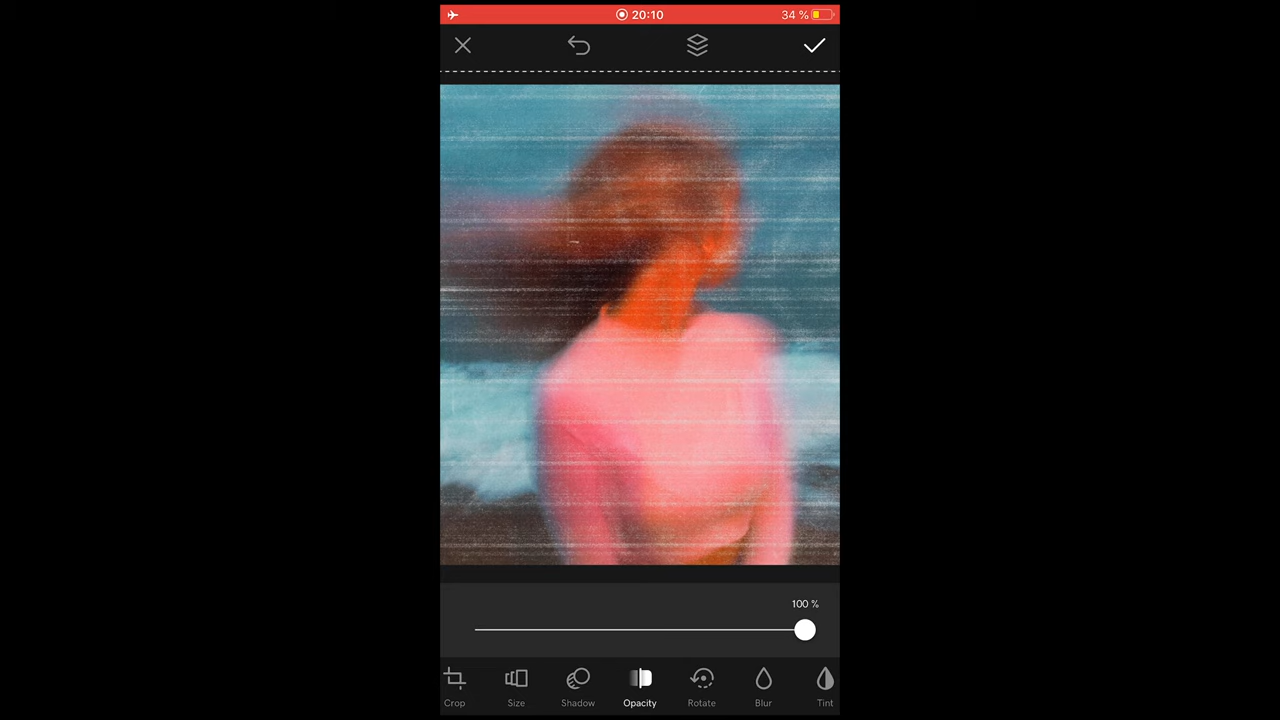 20:10
34 %
100 %
Crop
Size
Shadow
Opacity
Rotate
Blur
Tint